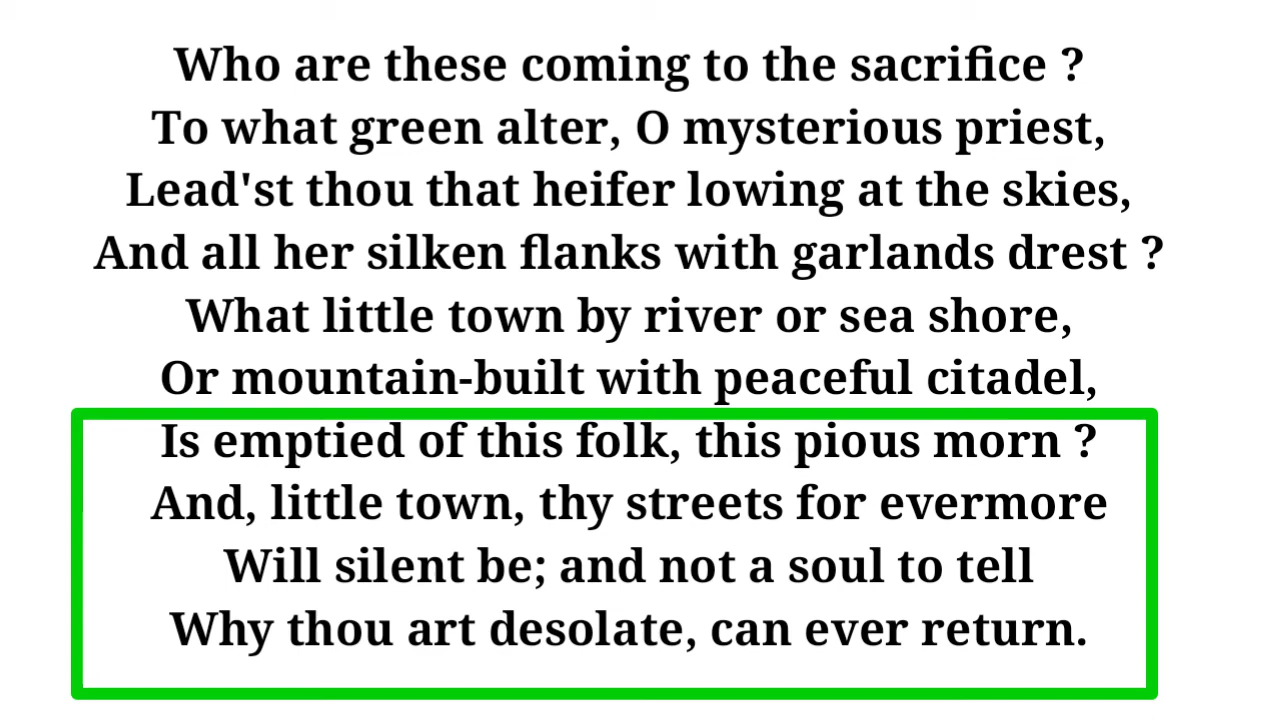 Who are these coming to the sacrifice ?
To what green alter, O mysterious priest,
Lead'st thou that heifer lowing at the skies,
And all her silken flanks with garlands drest ?
What little town by river or sea shore,
Or mountain-built with peaceful citadel,
Is emptied of this folk, this pious morn ?
And, little town, thy streets for evermore
Will silent be; and not a soul to tell
Why thou art desolate, can ever return.